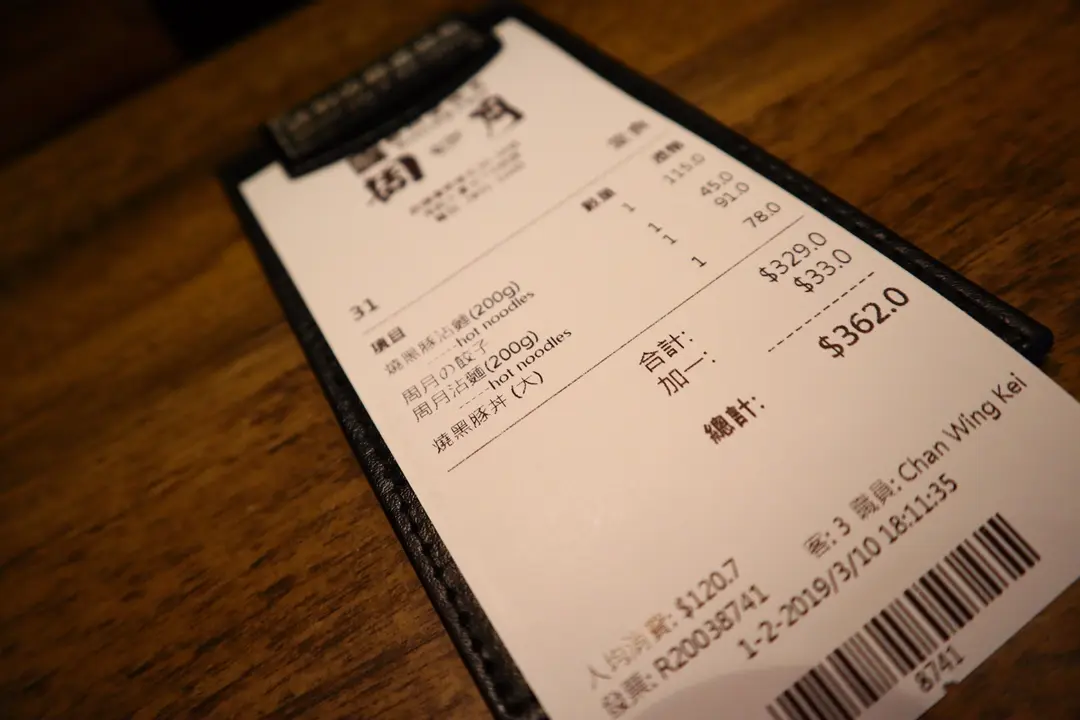 周 月
31
項目 數量
燒黑豚沾麵(200g) 1 115.0
------hot noodles
周月の餃子 1 45.0
周月沾麵(200g) 1 91.0
------hot noodles
燒黑豚丼(大) 1 78.0
合計: $329.0
加一: $33.0
總計: $362.0
人均消費: $120.7 客: 3 職員: Chan Wing Kei
發票: R20038741 1-2-2019/3/10 18:11:35
8741